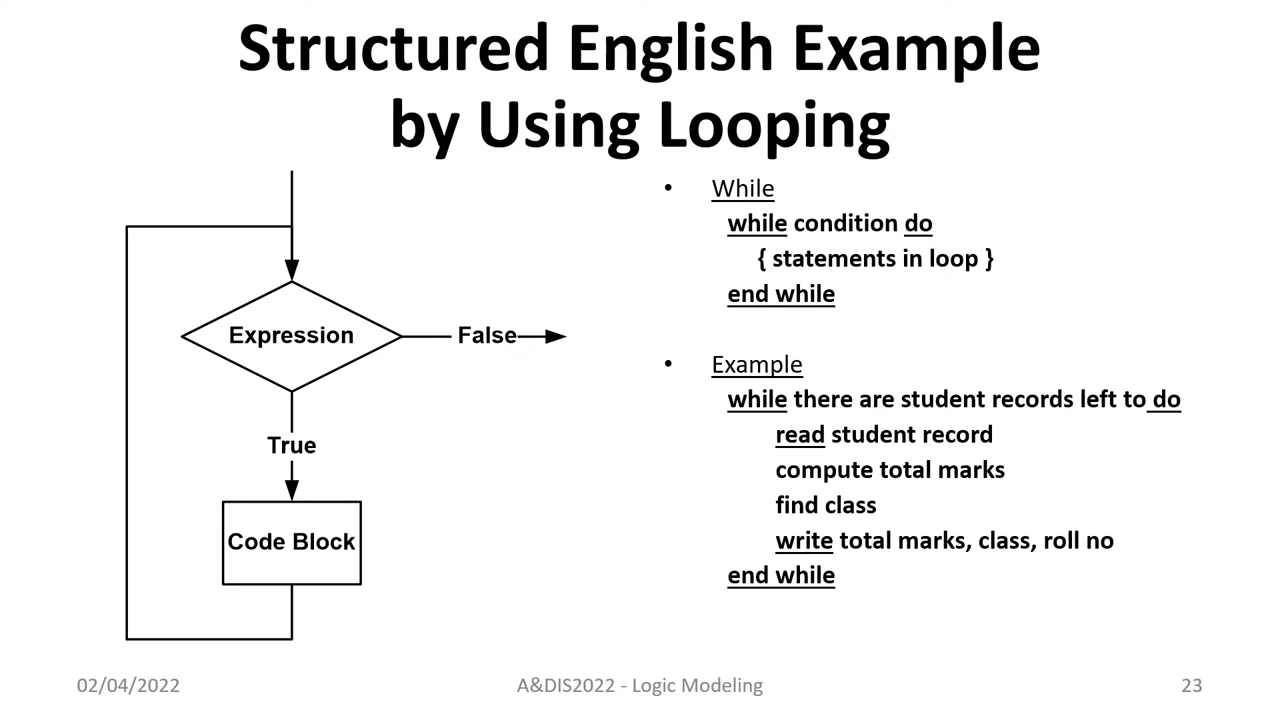 Structured English Example
by Using Looping
Expression
False
True
Code Block
• While
while condition do
{ statements in loop }
end while
• Example
while there are student records left to do
read student record
compute total marks
find class
write total marks, class, roll no
end while
02/04/2022
A&DIS2022 - Logic Modeling
23